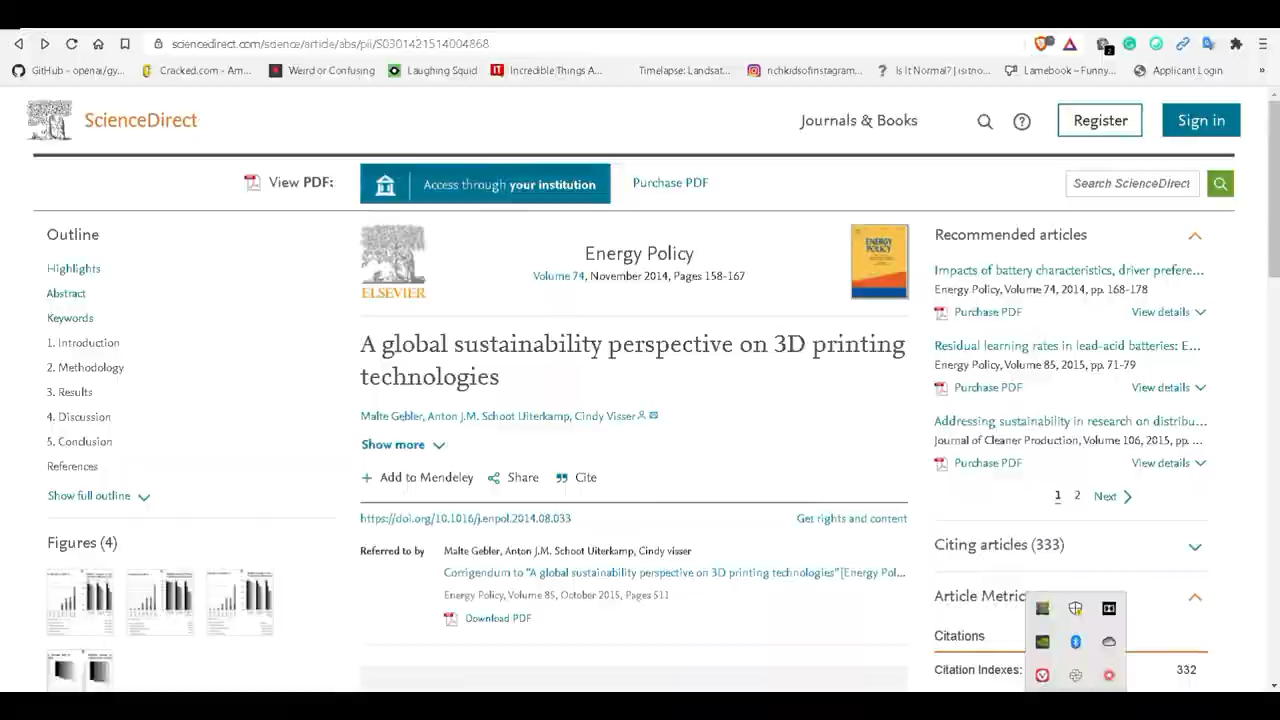 sciencedirect.com/science/article/abs/pii/S0301421514004868
2
GitHub - openai/gy...
Cracked.com - Am...
Weird or Confusing
Laughing Squid
Incredible Things A...
Timelapse: Landsat...
richkidsofinstagram...
Is It Normal? | isitno...
Lamebook – Funny...
Applicant Login
»
ScienceDirect
Journals & Books
Register
Sign in
View PDF:
Access through your institution
Purchase PDF
Search ScienceDirect
Outline
Highlights
Abstract
Keywords
1. Introduction
2. Methodology
3. Results
4. Discussion
5. Conclusion
References
Show full outline
Figures (4)
ELSEVIER
Energy Policy
Volume 74, November 2014, Pages 158-167
ENERGY
POLICY
A global sustainability perspective on 3D printing
technologies
Malte Gebler, Anton J.M. Schoot Uiterkamp, Cindy Visser
Show more
Add to Mendeley
Share
Cite
https://doi.org/10.1016/j.enpol.2014.08.033
Get rights and content
Referred to by
Malte Gebler, Anton J.M. Schoot Uiterkamp, Cindy visser
Corrigendum to “A global sustainability perspective on 3D printing technologies” [Energy Pol...
Energy Policy, Volume 85, October 2015, Pages 511
Download PDF
Recommended articles
Impacts of battery characteristics, driver prefere...
Energy Policy, Volume 74, 2014, pp. 168-178
Purchase PDF
View details
Residual learning rates in lead-acid batteries: E...
Energy Policy, Volume 85, 2015, pp. 71-79
Purchase PDF
View details
Addressing sustainability in research on distribu...
Journal of Cleaner Production, Volume 106, 2015, pp. ...
Purchase PDF
View details
1 2 Next
Citing articles (333)
Article Metric
Citations
Citation Indexes:
332